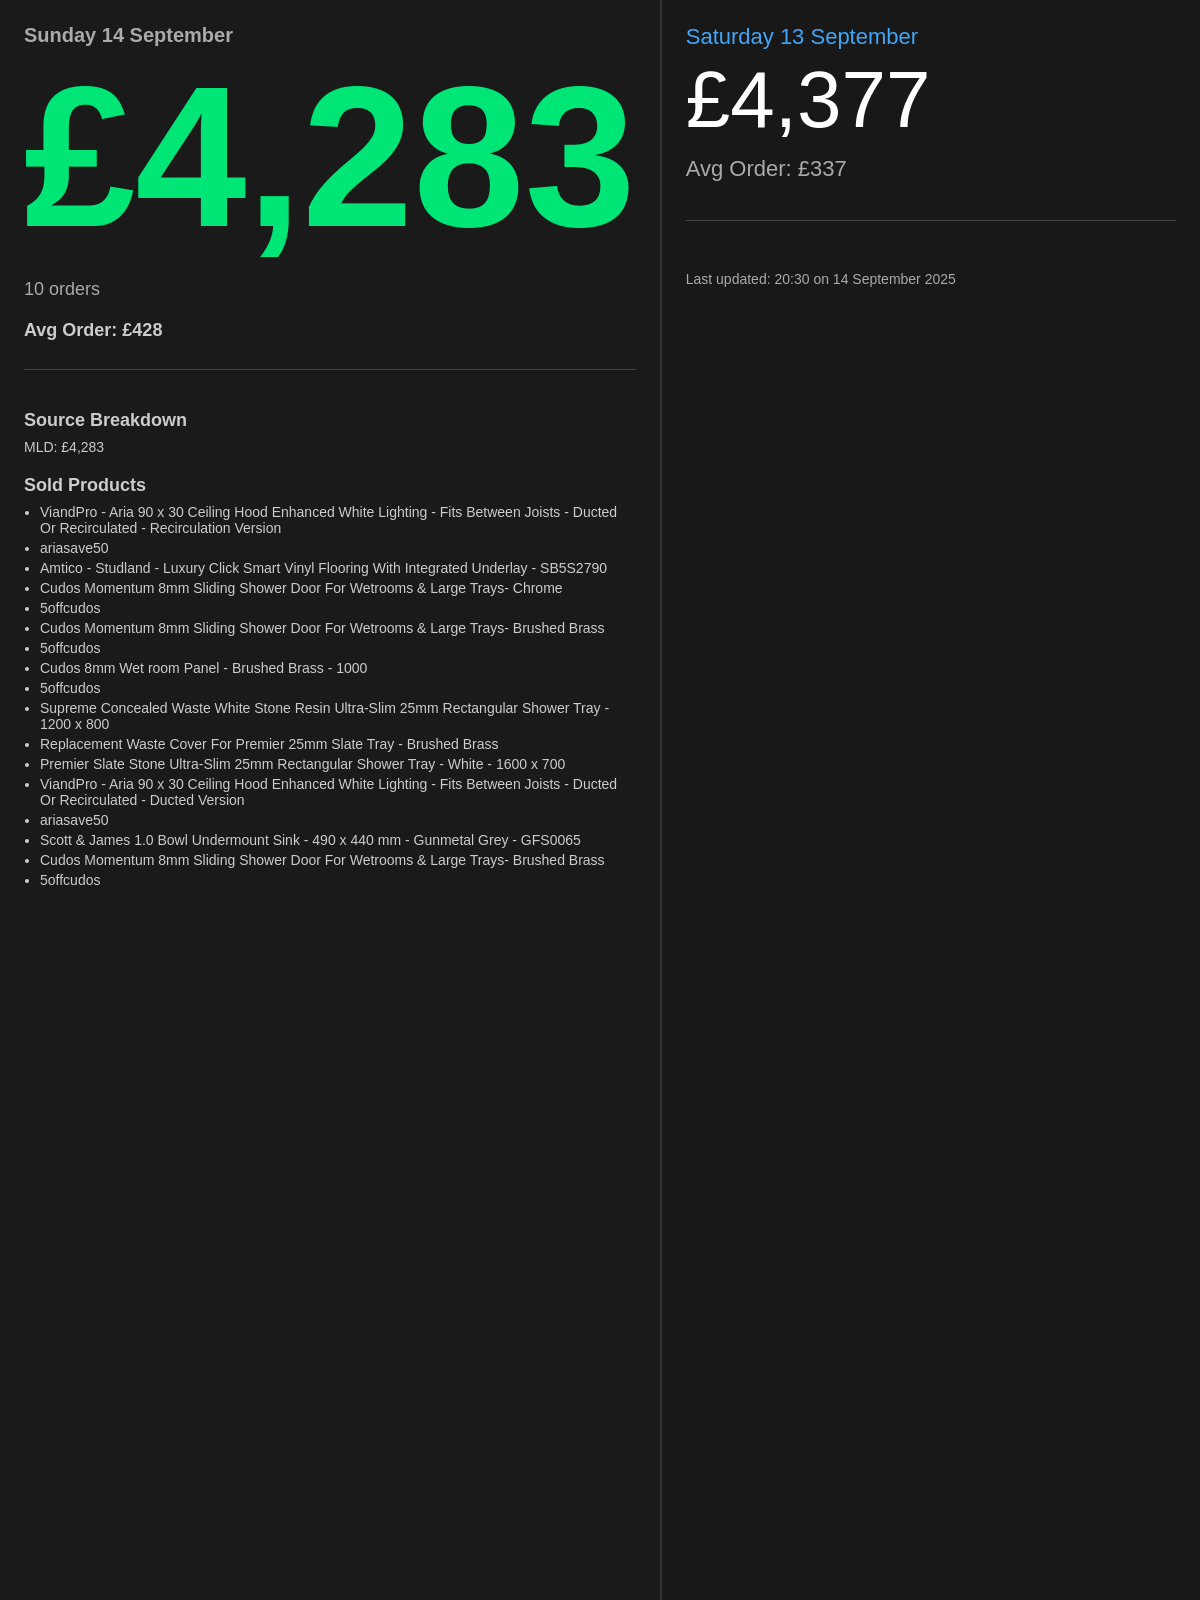 Sunday 14 September
£4,283
10 orders
Avg Order: £428
Source Breakdown
MLD: £4,283
Sold Products
• ViandPro - Aria 90 x 30 Ceiling Hood Enhanced White Lighting - Fits Between Joists - Ducted
Or Recirculated - Recirculation Version
• ariasave50
• Amtico - Studland - Luxury Click Smart Vinyl Flooring With Integrated Underlay - SB5S2790
• Cudos Momentum 8mm Sliding Shower Door For Wetrooms & Large Trays- Chrome
• 5offcudos
• Cudos Momentum 8mm Sliding Shower Door For Wetrooms & Large Trays- Brushed Brass
• 5offcudos
• Cudos 8mm Wet room Panel - Brushed Brass - 1000
• 5offcudos
• Supreme Concealed Waste White Stone Resin Ultra-Slim 25mm Rectangular Shower Tray -
1200 x 800
• Replacement Waste Cover For Premier 25mm Slate Tray - Brushed Brass
• Premier Slate Stone Ultra-Slim 25mm Rectangular Shower Tray - White - 1600 x 700
• ViandPro - Aria 90 x 30 Ceiling Hood Enhanced White Lighting - Fits Between Joists - Ducted
Or Recirculated - Ducted Version
• ariasave50
• Scott & James 1.0 Bowl Undermount Sink - 490 x 440 mm - Gunmetal Grey - GFS0065
• Cudos Momentum 8mm Sliding Shower Door For Wetrooms & Large Trays- Brushed Brass
• 5offcudos
Saturday 13 September
£4,377
Avg Order: £337
Last updated: 20:30 on 14 September 2025